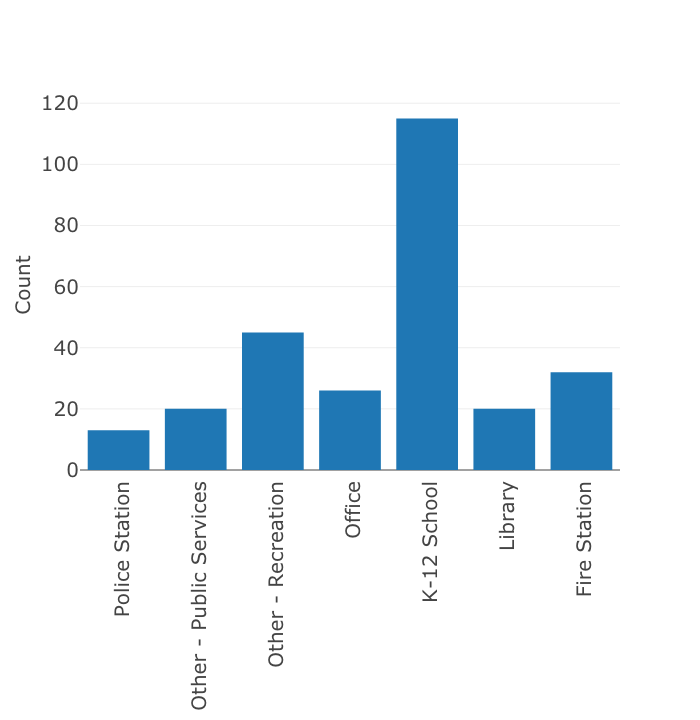 120
100
80
60
40
20
0
Count
Police Station
Other - Public Services
Other - Recreation
Office
K-12 School
Library
Fire Station